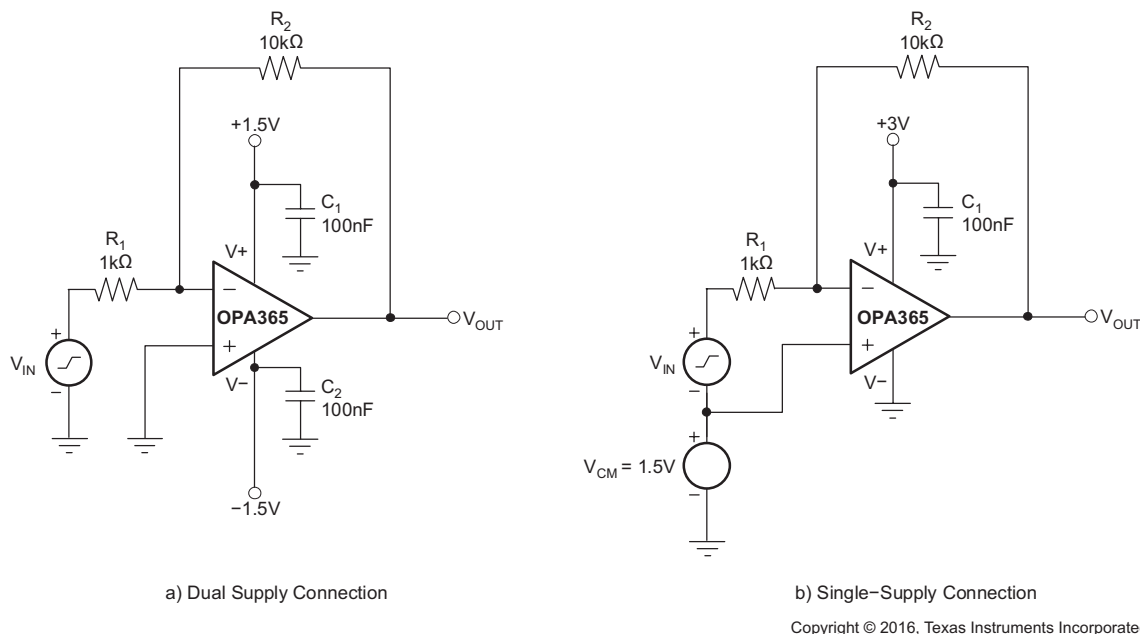 R2
10kΩ
+1.5V
C1
100nF
R1
1kΩ
V+
−
OPA365
+
VOUT
+
VIN
−
V−
C2
100nF
−1.5V
a) Dual Supply Connection
R2
10kΩ
+3V
C1
100nF
R1
1kΩ
V+
−
OPA365
+
VOUT
+
VIN
−
V−
+
VCM = 1.5V
−
b) Single−Supply Connection
Copyright © 2016, Texas Instruments Incorporate